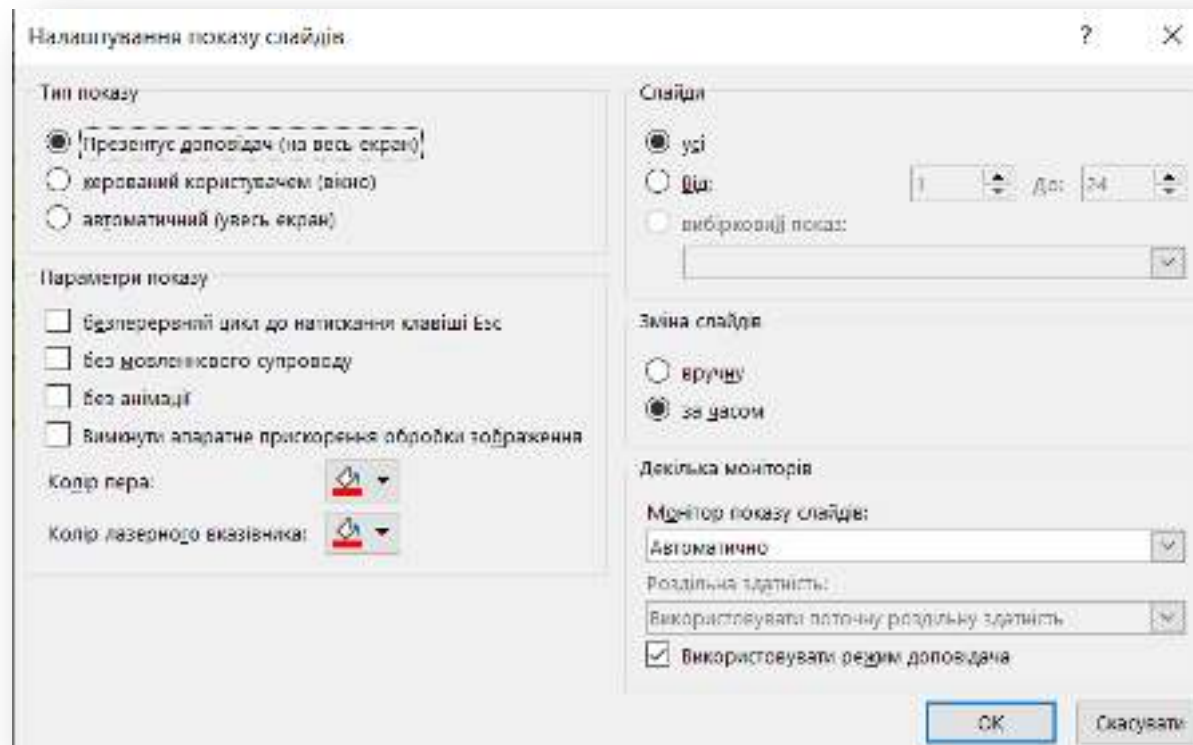 Налаштування показу слайдів
?
Тип показу
Презентує доповідач (на весь екран)
керований користувачем (вікно)
автоматичний (увесь екран)
Параметри показу
безперервний цикл до натискання клавіші Esc
без мовленнєвого супроводу
без анімації
Вимкнути апаратне прискорення обробки зображення
Колір пера:
Колір лазерного вказівника:
Слайди
усі
Від: 1 До: 24
вибірковий показ:
Зміна слайдів
вручну
за часом
Декілька моніторів
Монітор показу слайдів:
Автоматично
Роздільна здатність:
Використовувати поточну роздільну здатність
Використовувати режим доповідача
OK Скасувати